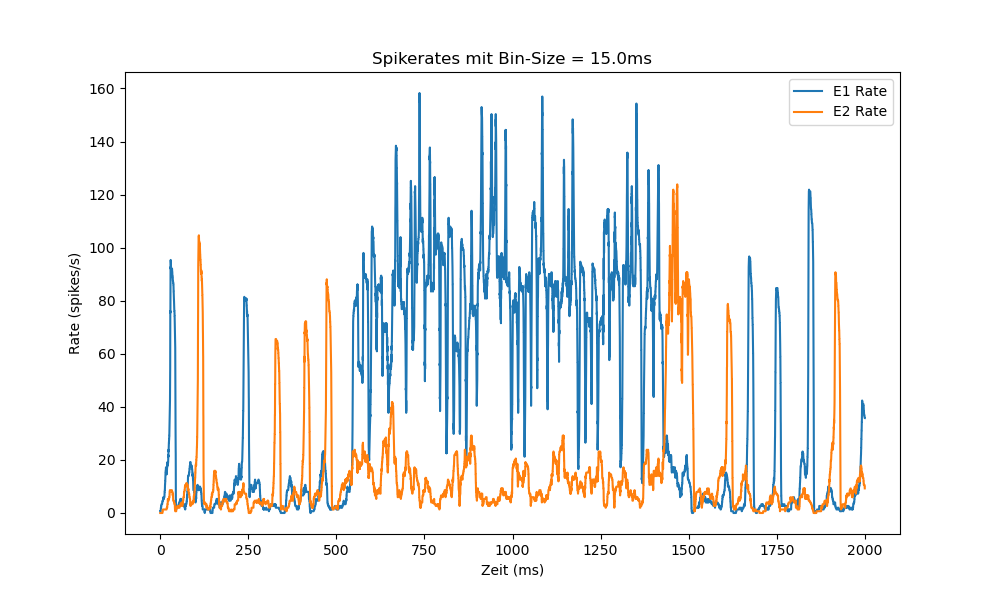 Spikerates mit Bin-Size = 15.0ms
E1 Rate
E2 Rate
160
140
120
100
80
60
40
20
0
Rate (spikes/s)
0 250 500 750 1000 1250 1500 1750 2000
Zeit (ms)